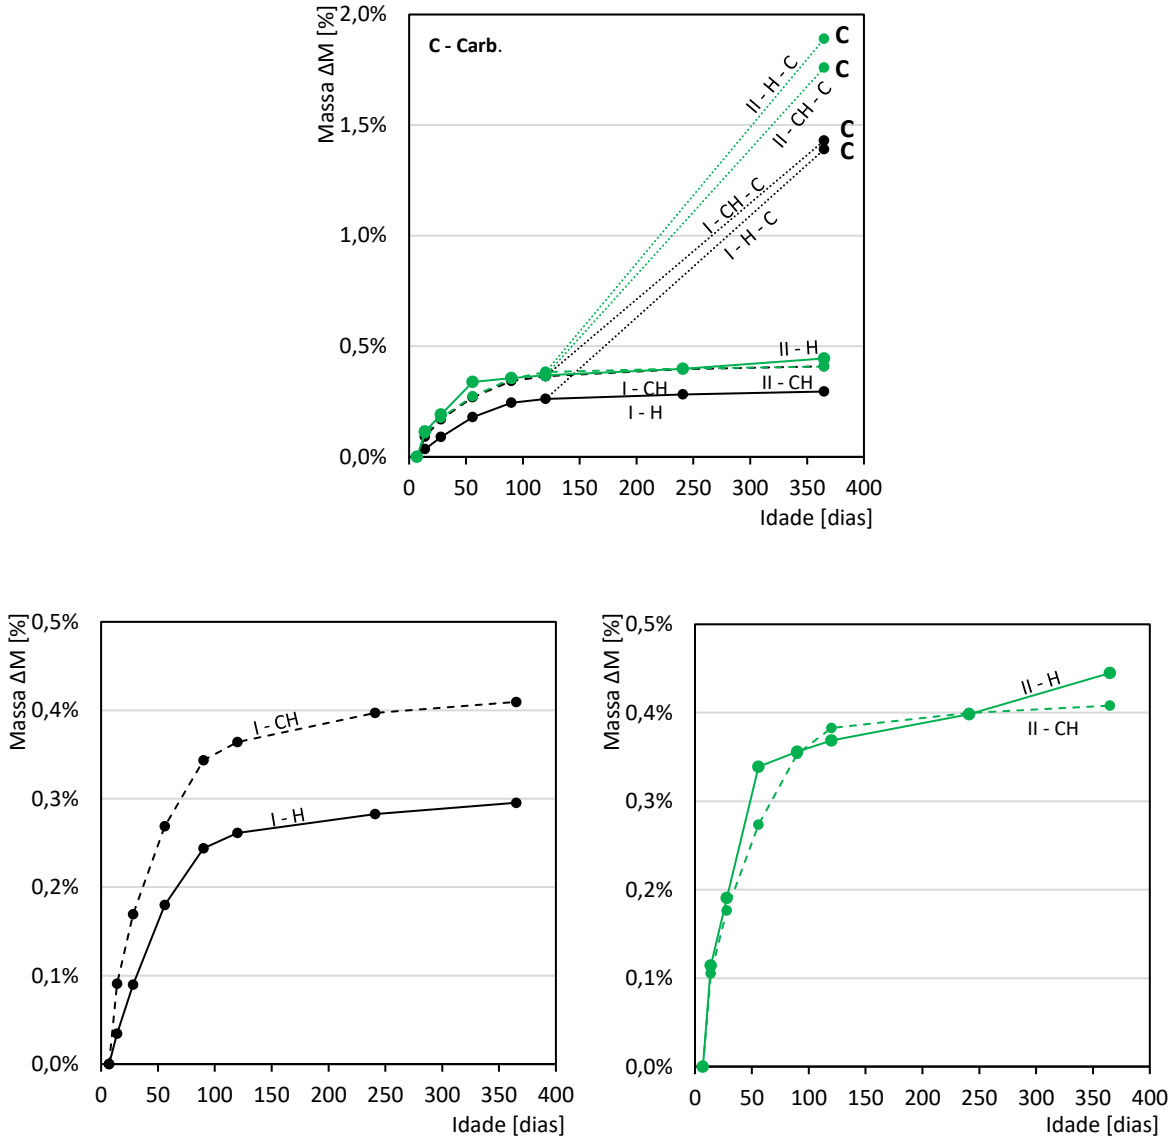 Massa ΔM [%]
2,0%
1,5%
1,0%
0,5%
0,0%
C - Carb.
C
C
C
C
II - H - C
II - CH - C
I - CH - C
I - H - C
II - H
I - CH
II - CH
I - H
0 50 100 150 200 250 300 350 400
Idade [dias]
Massa ΔM [%]
0,5%
0,4%
0,3%
0,2%
0,1%
0,0%
I - CH
I - H
0 50 100 150 200 250 300 350 400
Idade [dias]
Massa ΔM [%]
0,5%
0,4%
0,3%
0,2%
0,1%
0,0%
II - H
II - CH
0 50 100 150 200 250 300 350 400
Idade [dias]